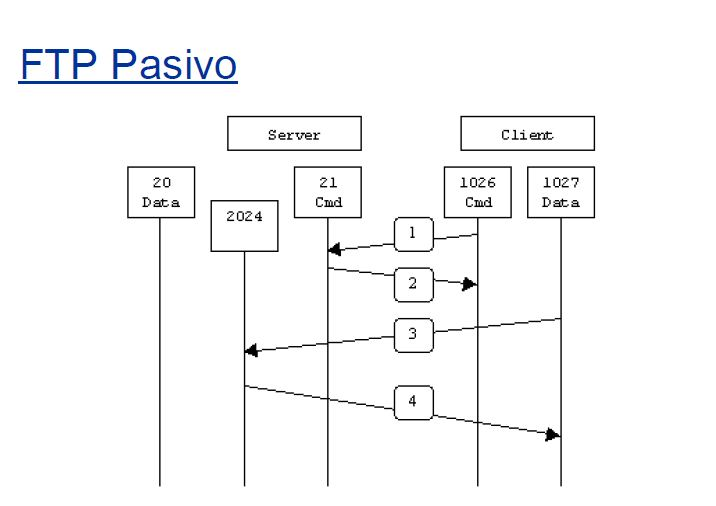 FTP Pasivo
Server
Client
20
Data
2024
21
Cmd
1026
Cmd
1027
Data
1
2
3
4